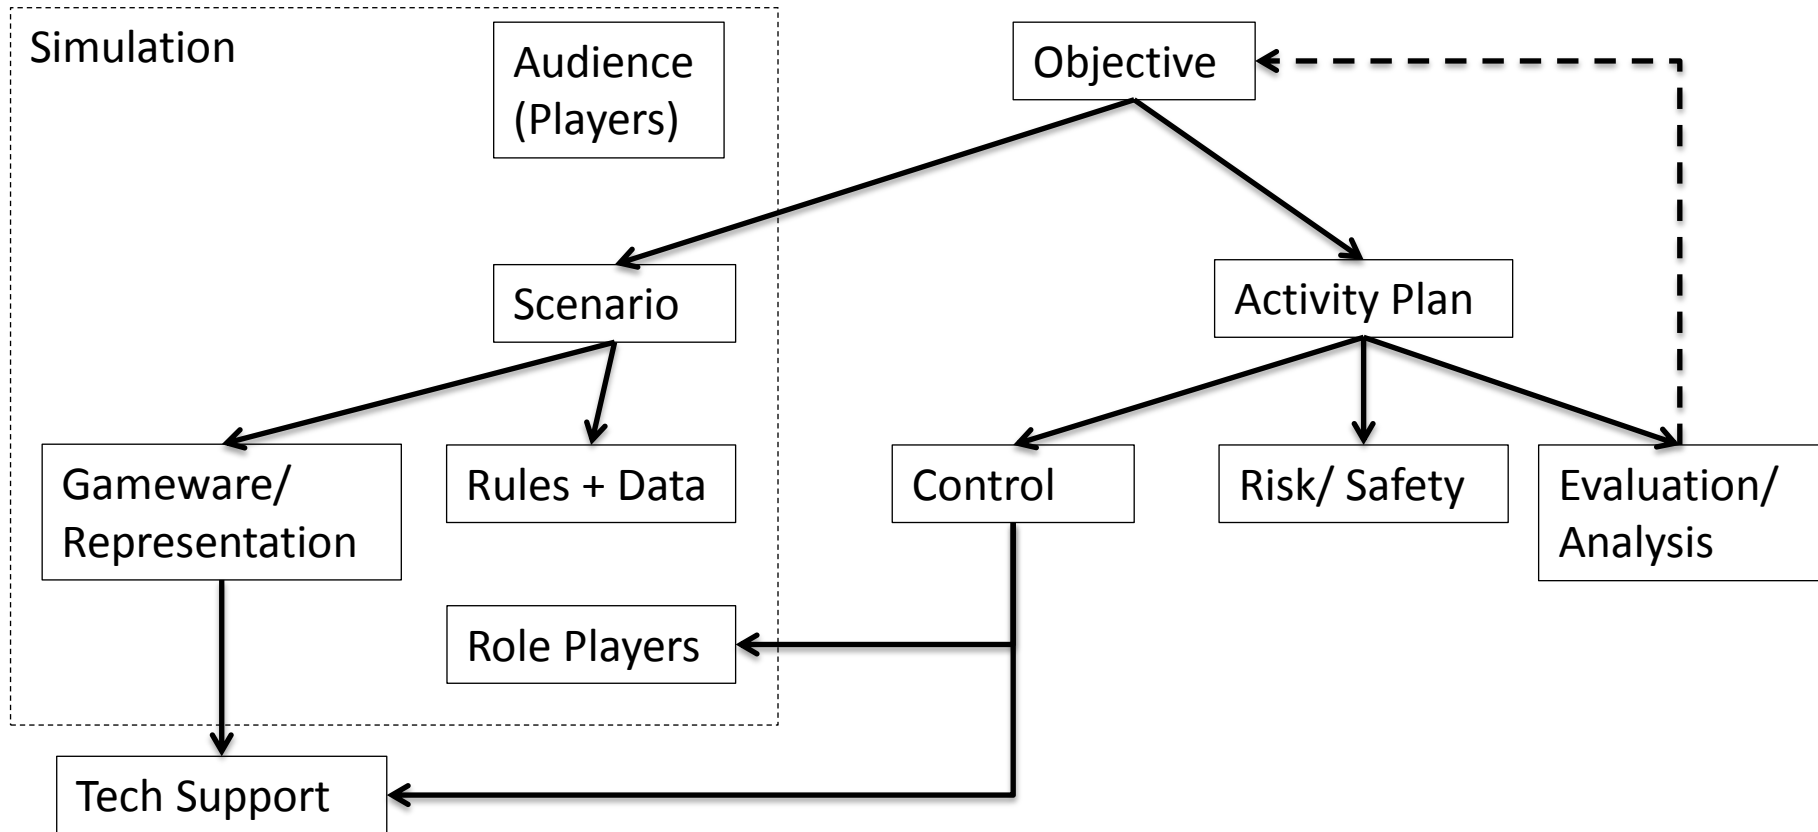 Simulation
Audience
(Players)
Objective
Scenario
Activity Plan
Gameware/
Representation
Rules + Data
Control
Risk/ Safety
Evaluation/
Analysis
Role Players
Tech Support